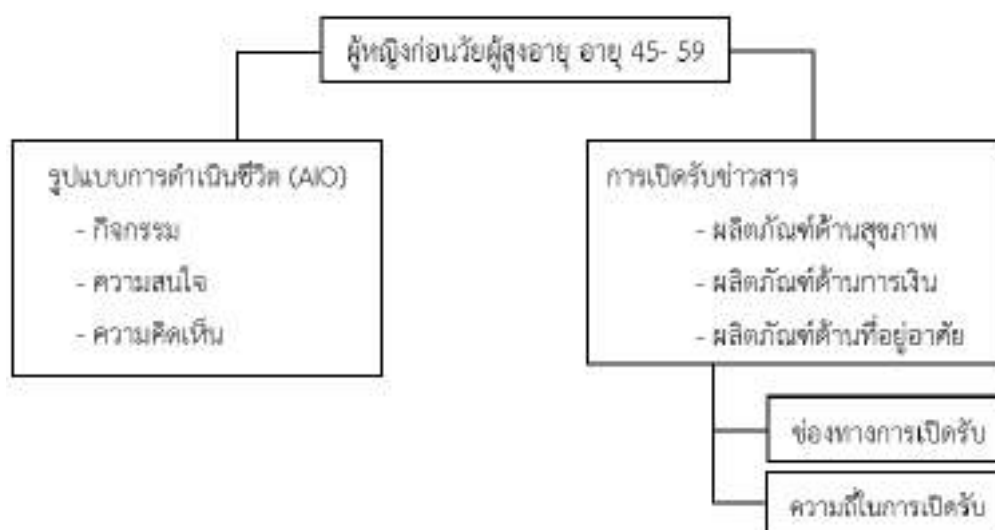 ผู้หญิงก่อนวัยผู้สูงอายุ อายุ 45- 59
รูปแบบการดำเนินชีวิต (AIO)
- กิจกรรม
- ความสนใจ
- ความคิดเห็น
การเปิดรับข่าวสาร
- ผลิตภัณฑ์ด้านสุขภาพ
- ผลิตภัณฑ์ด้านการเงิน
- ผลิตภัณฑ์ด้านที่อยู่อาศัย
ช่องทางการเปิดรับ
ความถี่ในการเปิดรับ